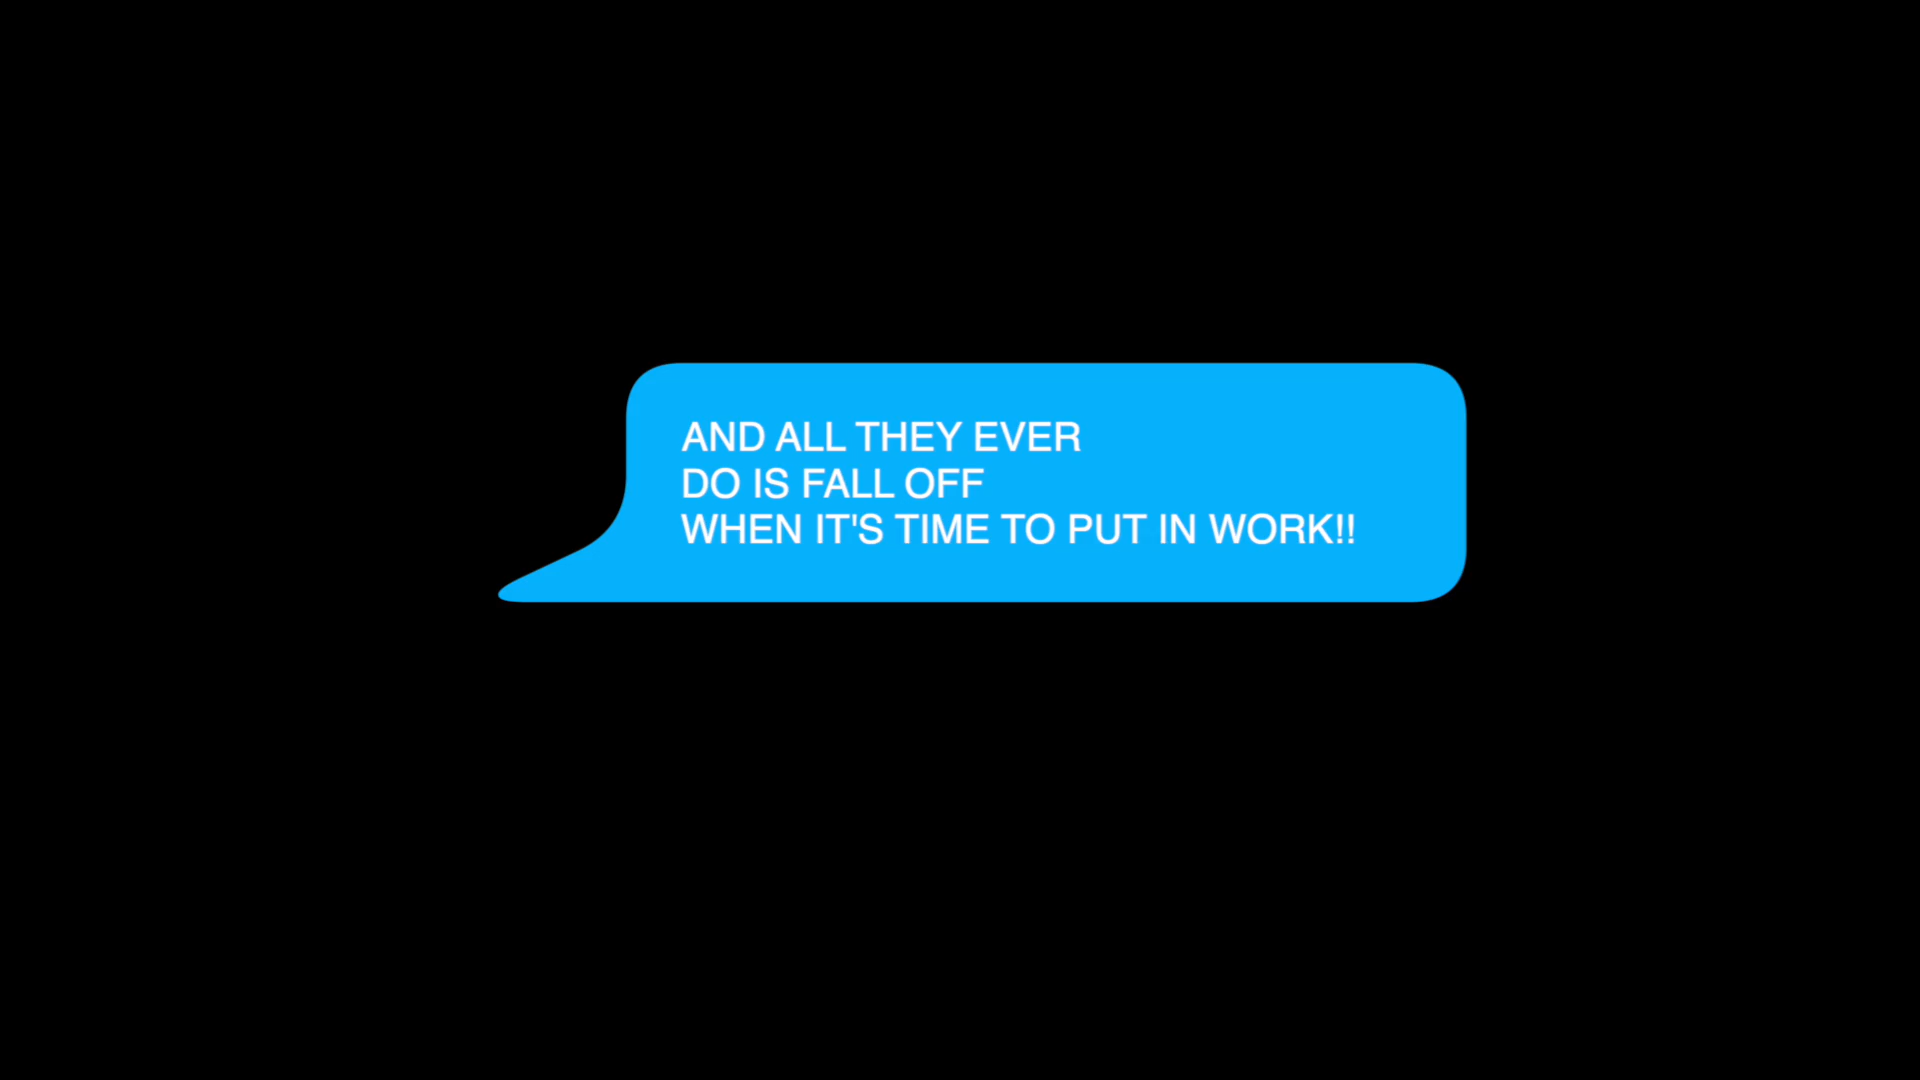 AND ALL THEY EVER
DO IS FALL OFF
WHEN IT'S TIME TO PUT IN WORK!!